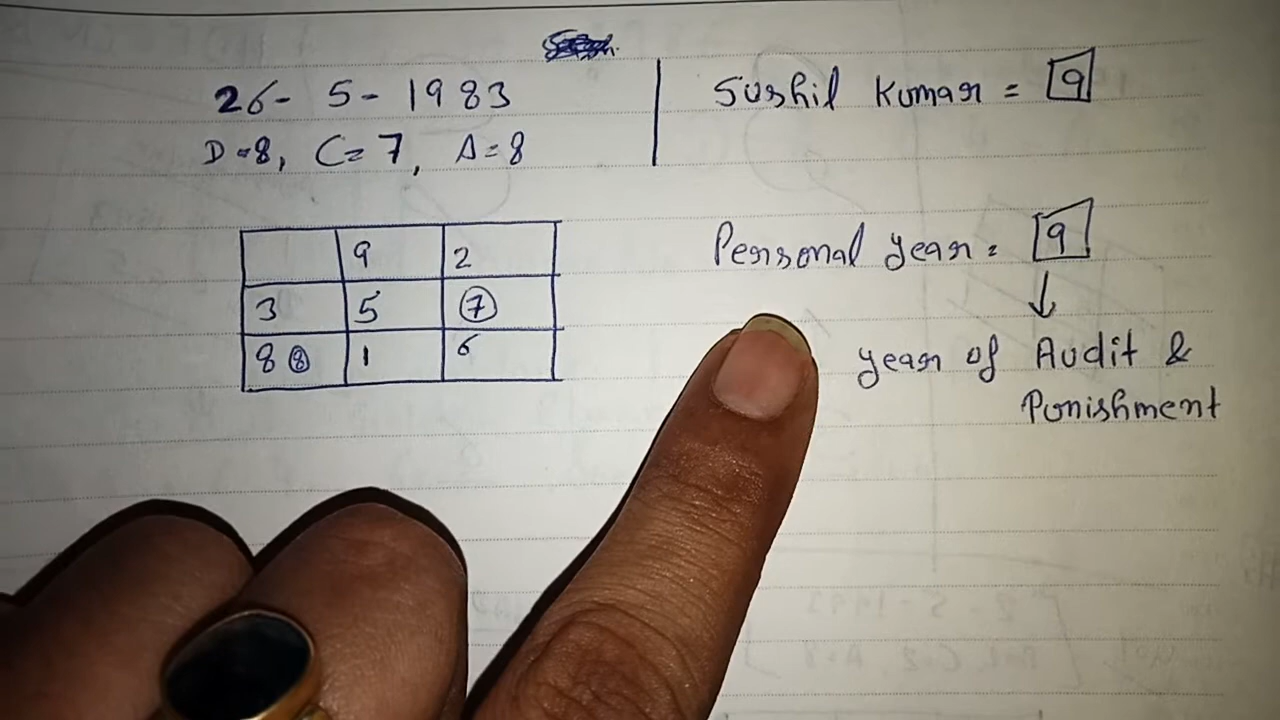 26- 5- 1983
D=8, C=7, A=8
Sushil Kumar = 9
9 2
3 5 7
8 8 1 6
Personal year = 9
↓
year of Audit &
Punishment